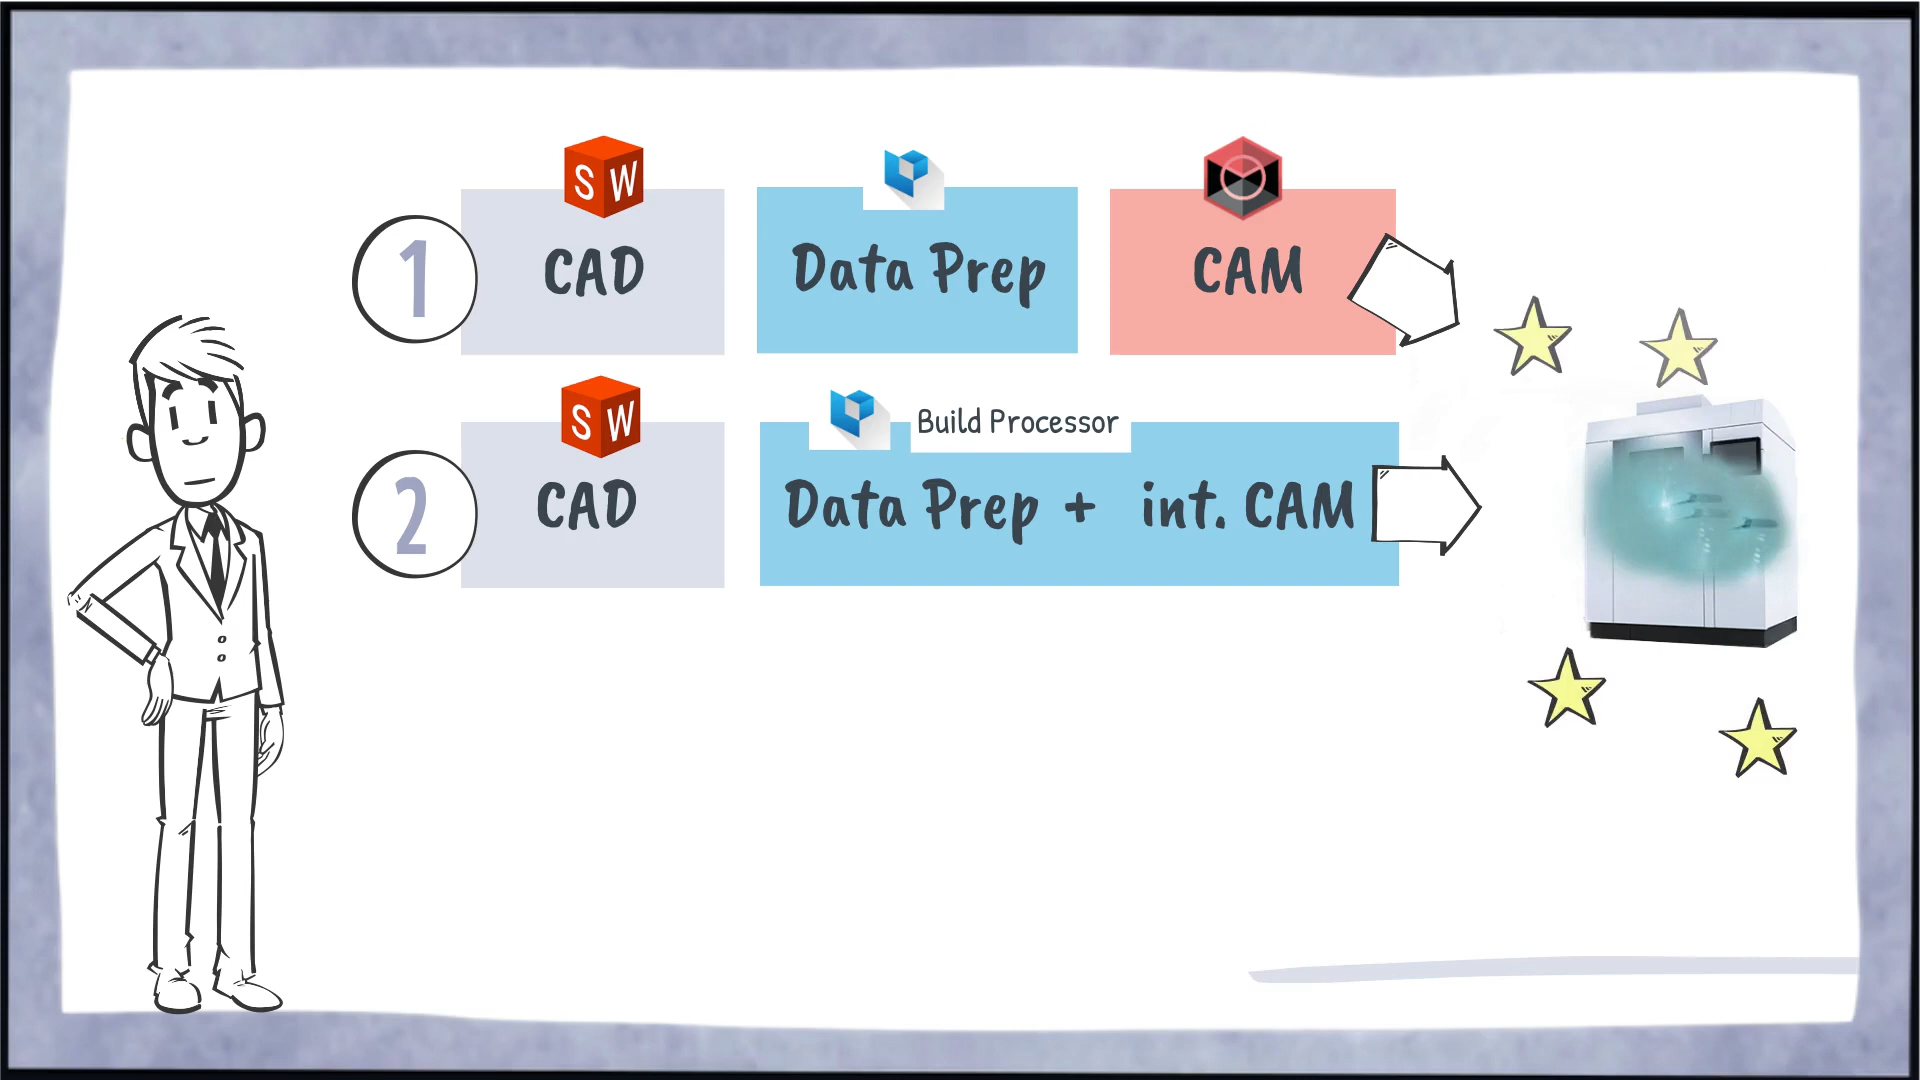 SW
1
CAD
Data Prep
CAM
SW
Build Processor
2
CAD
Data Prep + int. CAM